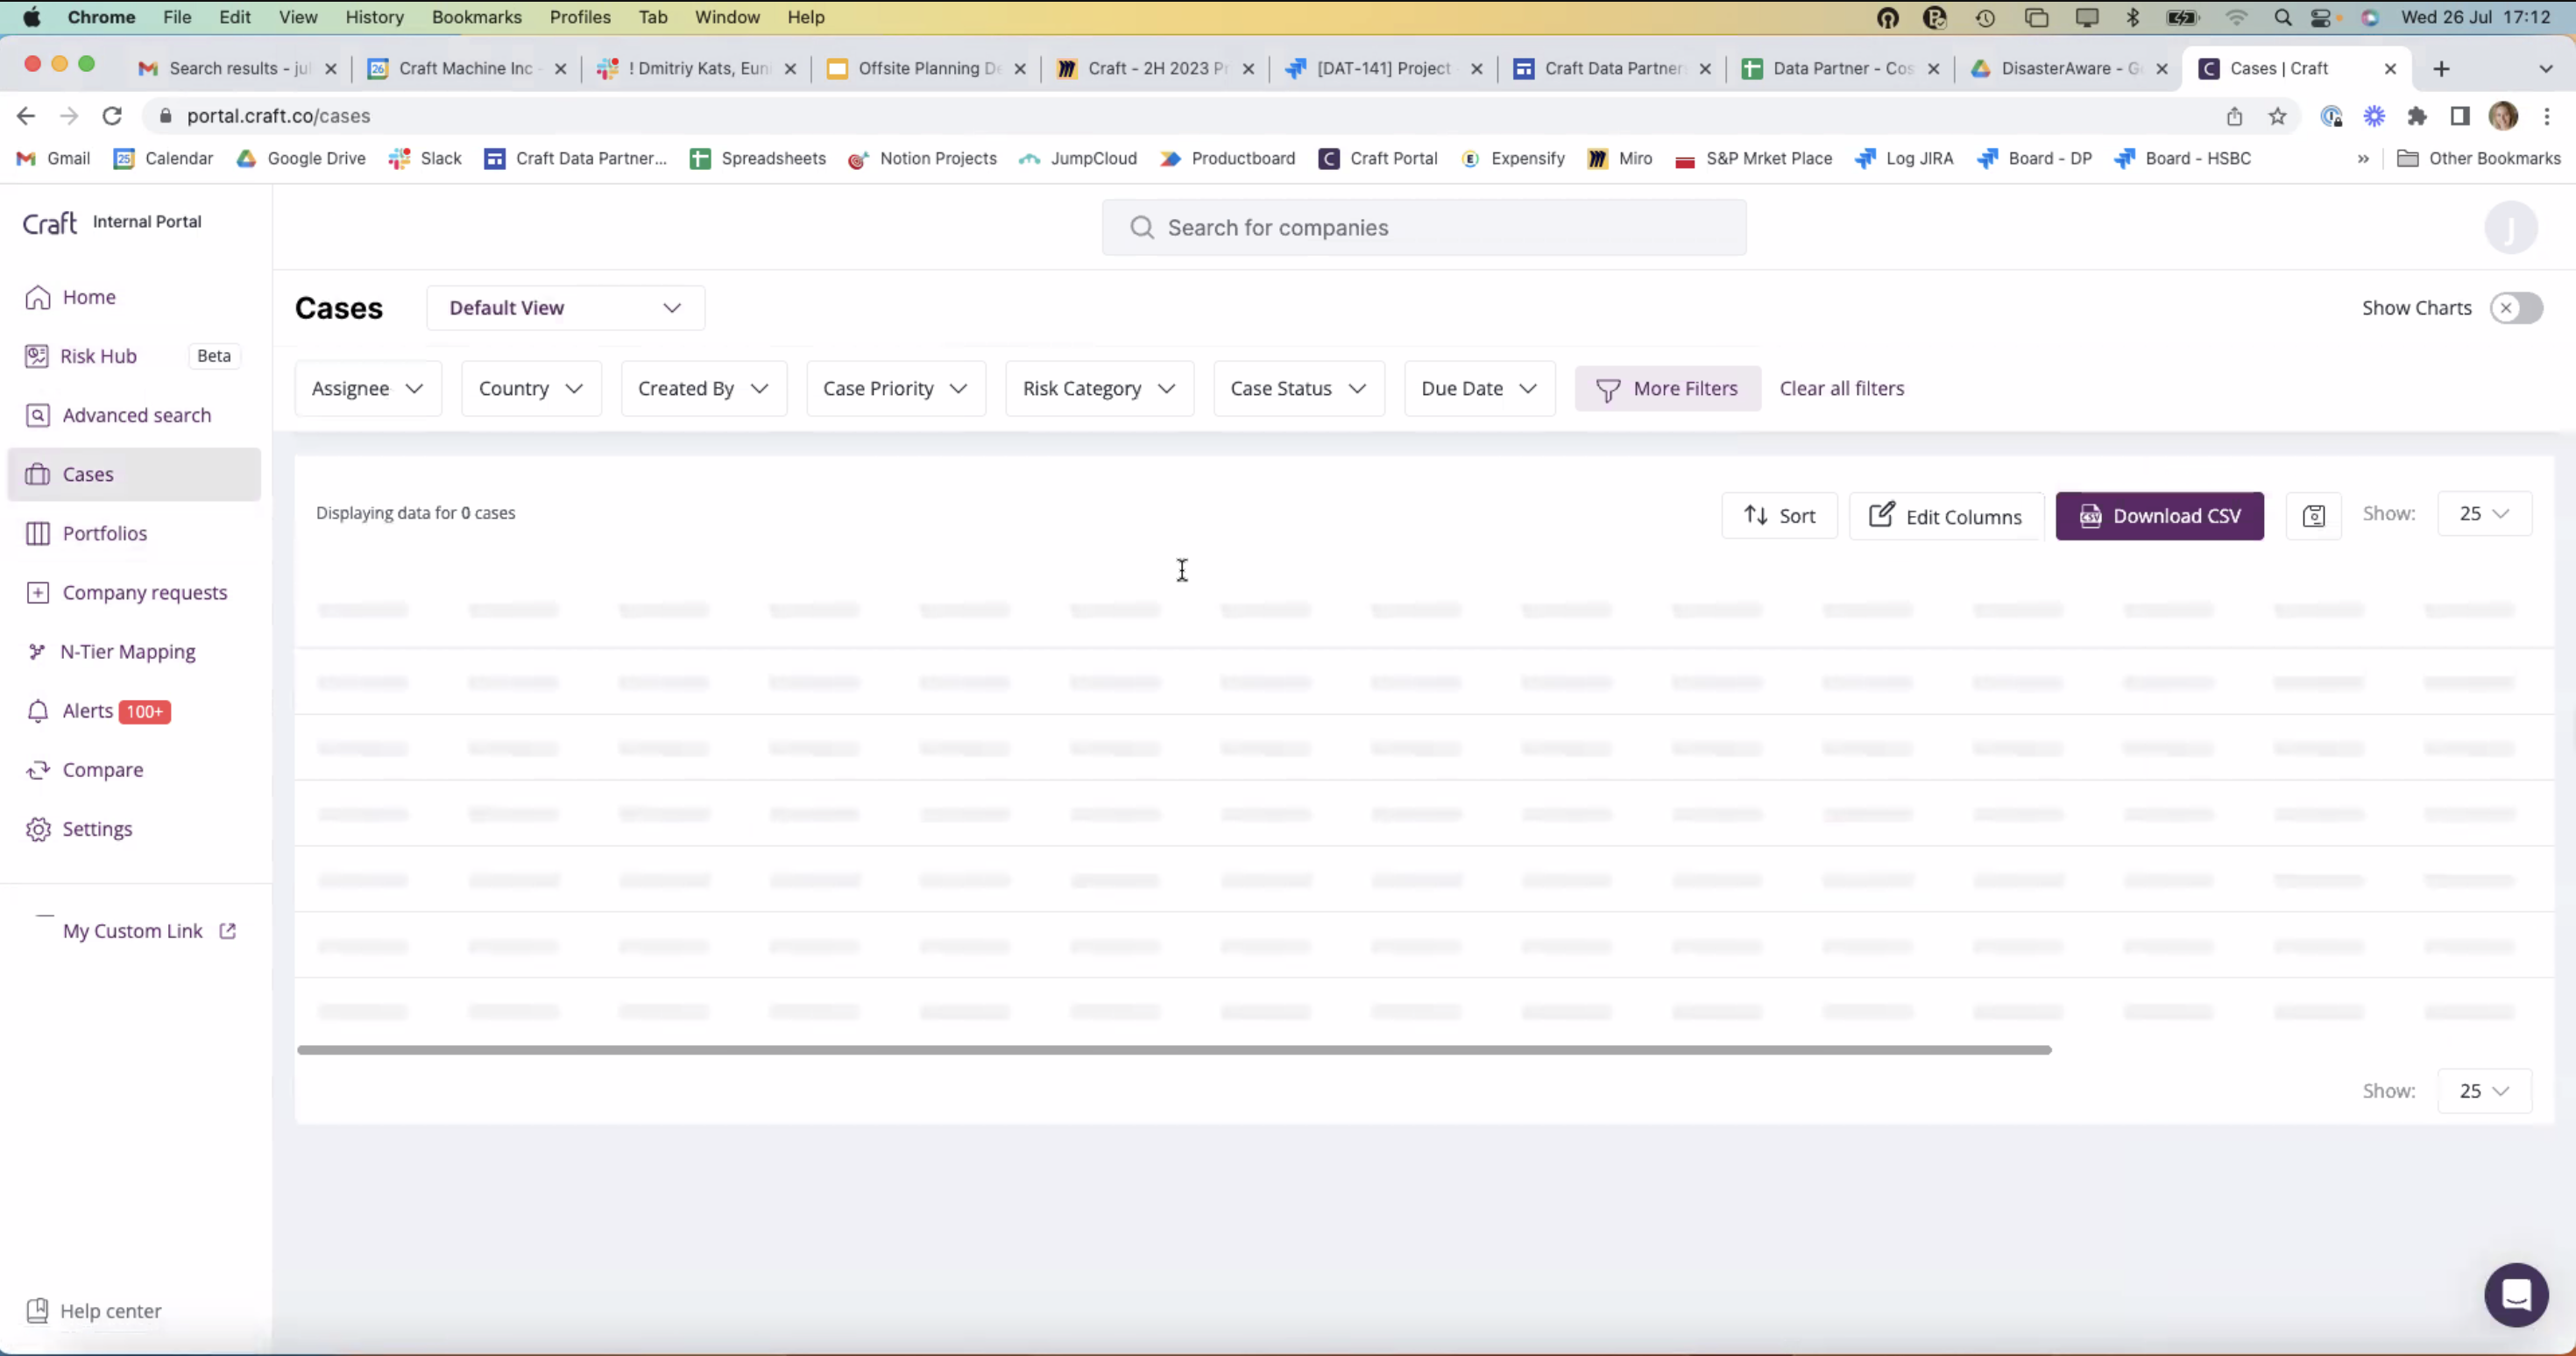 Chrome File Edit View History Bookmarks Profiles Tab Window Help Wed 26 Jul 17:12
Search results - jul 26 Craft Machine Inc - ! Dmitriy Kats, Euni Offsite Planning De Craft - 2H 2023 Pr [DAT-141] Project - Craft Data Partner Data Partner - Cos DisasterAware - Go Cases | Craft
portal.craft.co/cases
Gmail 25 Calendar Google Drive Slack Craft Data Partner... Spreadsheets Notion Projects JumpCloud Productboard Craft Portal Expensify Miro S&P Mrket Place Log JIRA Board - DP Board - HSBC » Other Bookmarks
Craft Internal Portal
Search for companies
J
Home
Risk Hub Beta
Advanced search
Cases
Portfolios
Company requests
N-Tier Mapping
Alerts 100+
Compare
Settings
My Custom Link
Help center
Cases Default View Show Charts
Assignee Country Created By Case Priority Risk Category Case Status Due Date More Filters Clear all filters
Displaying data for 0 cases Sort Edit Columns CSV Download CSV Show: 25
Show: 25